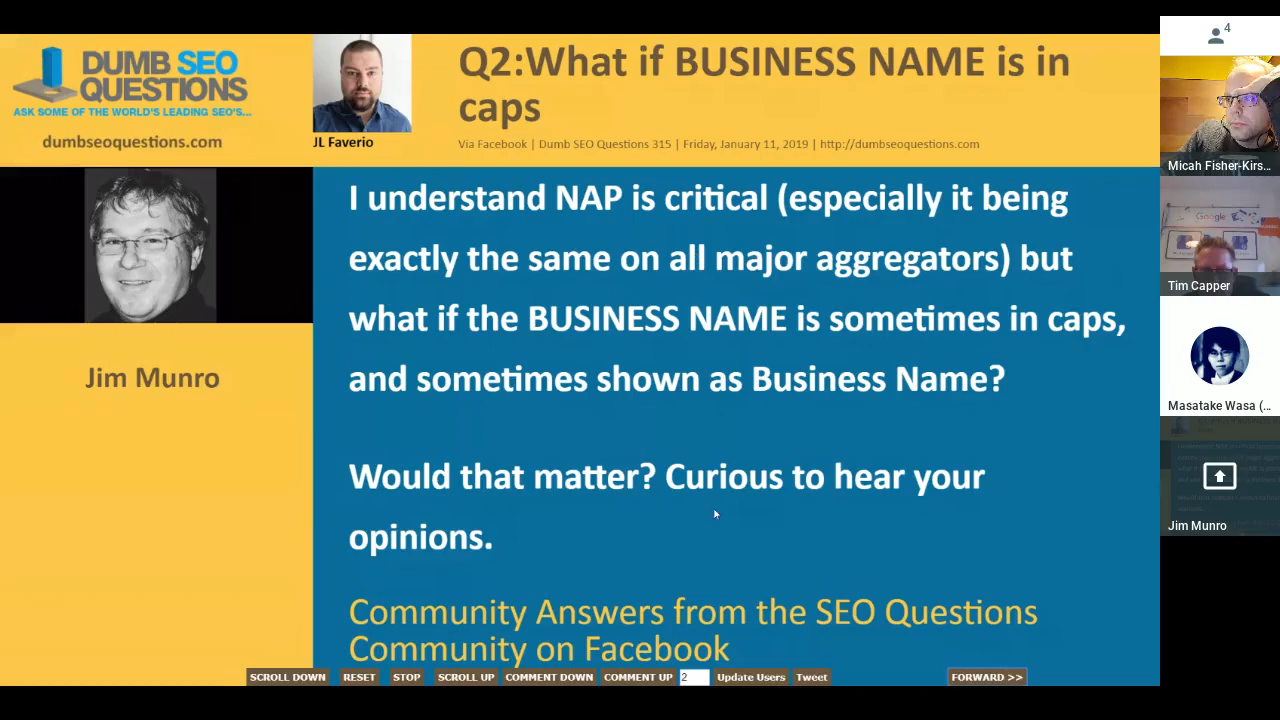 DUMB SEO
QUESTIONS
ASK SOME OF THE WORLD'S LEADING SEO'S...
dumbseoquestions.com
JL Faverio
Q2:What if BUSINESS NAME is in
caps
Via Facebook | Dumb SEO Questions 315 | Friday, January 11, 2019 | http://dumbseoquestions.com
Jim Munro
I understand NAP is critical (especially it being
exactly the same on all major aggregators) but
what if the BUSINESS NAME is sometimes in caps,
and sometimes shown as Business Name?
Would that matter? Curious to hear your
opinions.
Community Answers from the SEO Questions
Community on Facebook
SCROLL DOWN RESET STOP SCROLL UP COMMENT DOWN COMMENT UP 2 Update Users Tweet FORWARD >>
4
Micah Fisher-Kirs...
Google
Tim Capper
Masatake Wasa (...
Jim Munro